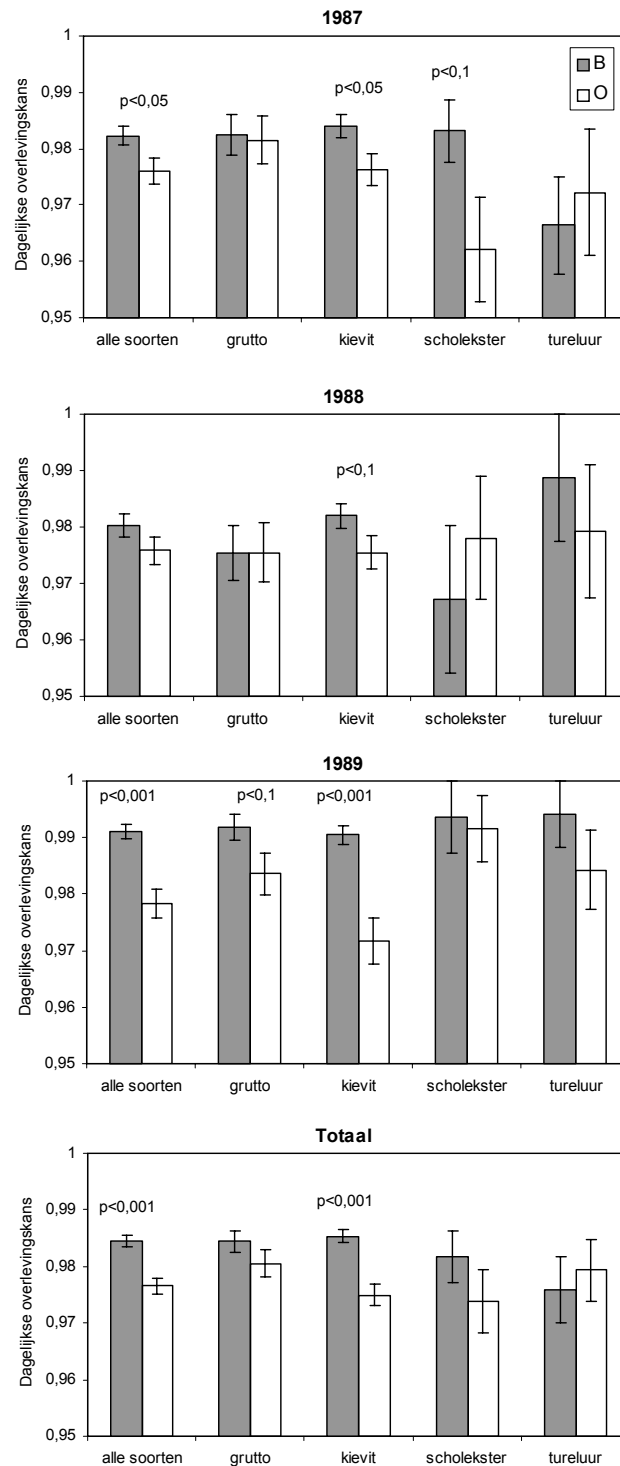 1987
Dagelijkse overlevingskans
1
0,99
0,98
0,97
0,96
0,95
p<0,05
p<0,05
p<0,1
B
O
alle soorten grutto kievit scholekster tureluur
1988
Dagelijkse overlevingskans
1
0,99
0,98
0,97
0,96
0,95
p<0,1
alle soorten grutto kievit scholekster tureluur
1989
Dagelijkse overlevingskans
1
0,99
0,98
0,97
0,96
0,95
p<0,001
p<0,1
p<0,001
alle soorten grutto kievit scholekster tureluur
Totaal
Dagelijkse overlevingskans
1
0,99
0,98
0,97
0,96
0,95
p<0,001
p<0,001
alle soorten grutto kievit scholekster tureluur